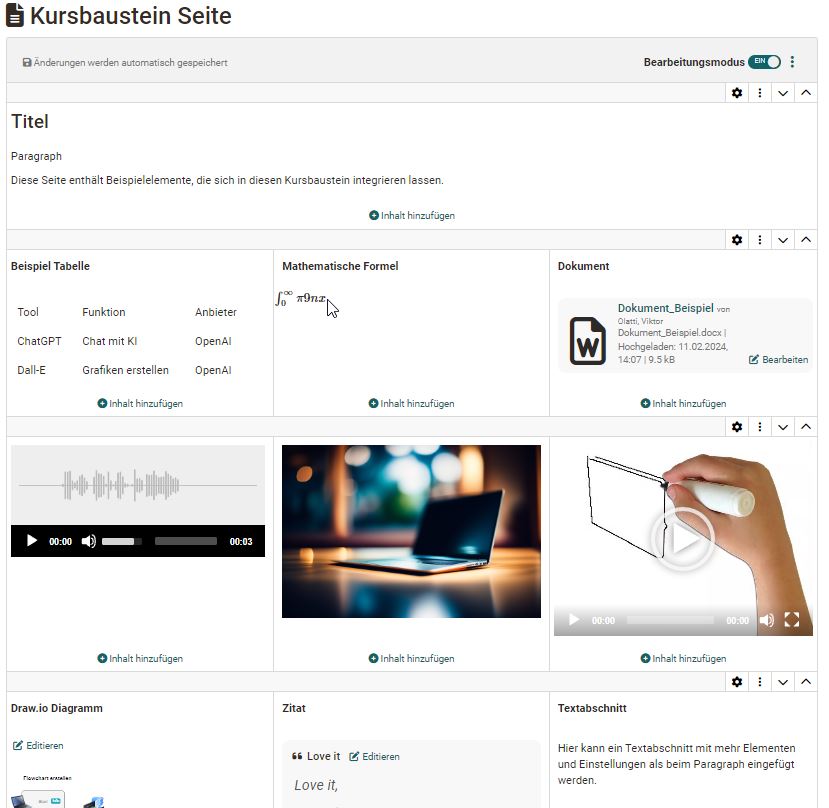 Kursbaustein Seite
Änderungen werden automatisch gespeichert
Bearbeitungsmodus EIN
Titel
Paragraph
Diese Seite enthält Beispielelemente, die sich in diesen Kursbaustein integrieren lassen.
Inhalt hinzufügen
Beispiel Tabelle
Tool Funktion Anbieter
ChatGPT Chat mit KI OpenAI
Dall-E Grafiken erstellen OpenAI
Inhalt hinzufügen
Mathematische Formel
∫₀^∞ π9nx
Inhalt hinzufügen
Dokument
W
Dokument_Beispiel von
Olatti, Viktor
Dokument_Beispiel.docx |
Hochgeladen: 11.02.2024,
14:07 | 9.5 kB
Bearbeiten
Inhalt hinzufügen
00:00 00:03
Inhalt hinzufügen
Inhalt hinzufügen
00:00 00:00
Inhalt hinzufügen
Draw.io Diagramm
Editieren
Flowchart erstellen
Zitat
Love it Editieren
Love it,
Textabschnitt
Hier kann ein Textabschnitt mit mehr Elementen
und Einstellungen als beim Paragraph eingefügt
werden.